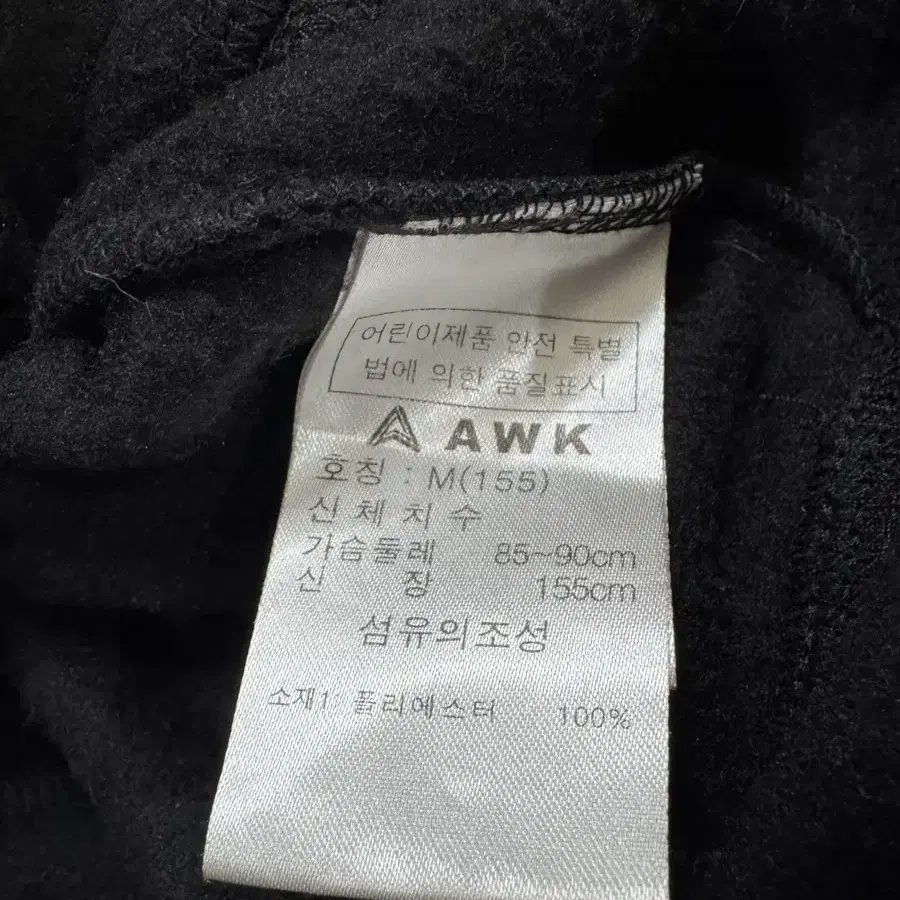 어린이제품 안전 특별
법에 의한 품질표시
AWK
호칭 : M(155)
신체치수
가슴둘레 85~90cm
신 장 155cm
섬유의조성
소재1: 폴리에스터 100%